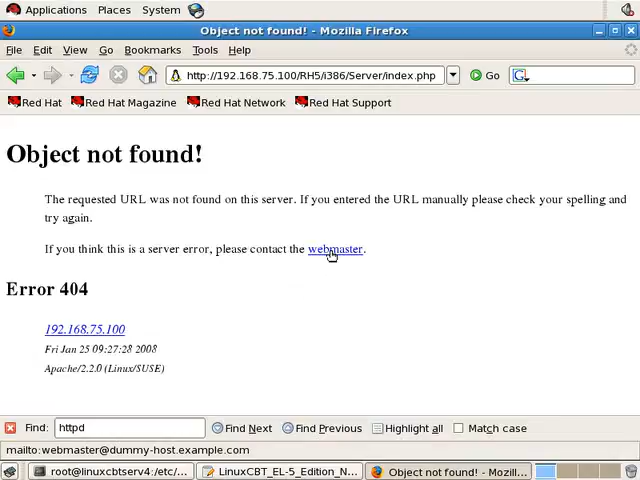 Applications Places System
Object not found! - Mozilla Firefox
File Edit View Go Bookmarks Tools Help
http://192.168.75.100/RH5/i386/Server/index.php Go G
Red Hat Red Hat Magazine Red Hat Network Red Hat Support
Object not found!
The requested URL was not found on this server. If you entered the URL manually please check your spelling and
try again.
If you think this is a server error, please contact the webmaster.
Error 404
192.168.75.100
Fri Jan 25 09:27:28 2008
Apache/2.2.0 (Linux/SUSE)
Find: httpd Find Next Find Previous Highlight all Match case
mailto:webmaster@dummy-host.example.com
root@linuxcbtserv4:/etc/... LinuxCBT_EL-5_Edition_N... Object not found! - Mozill...